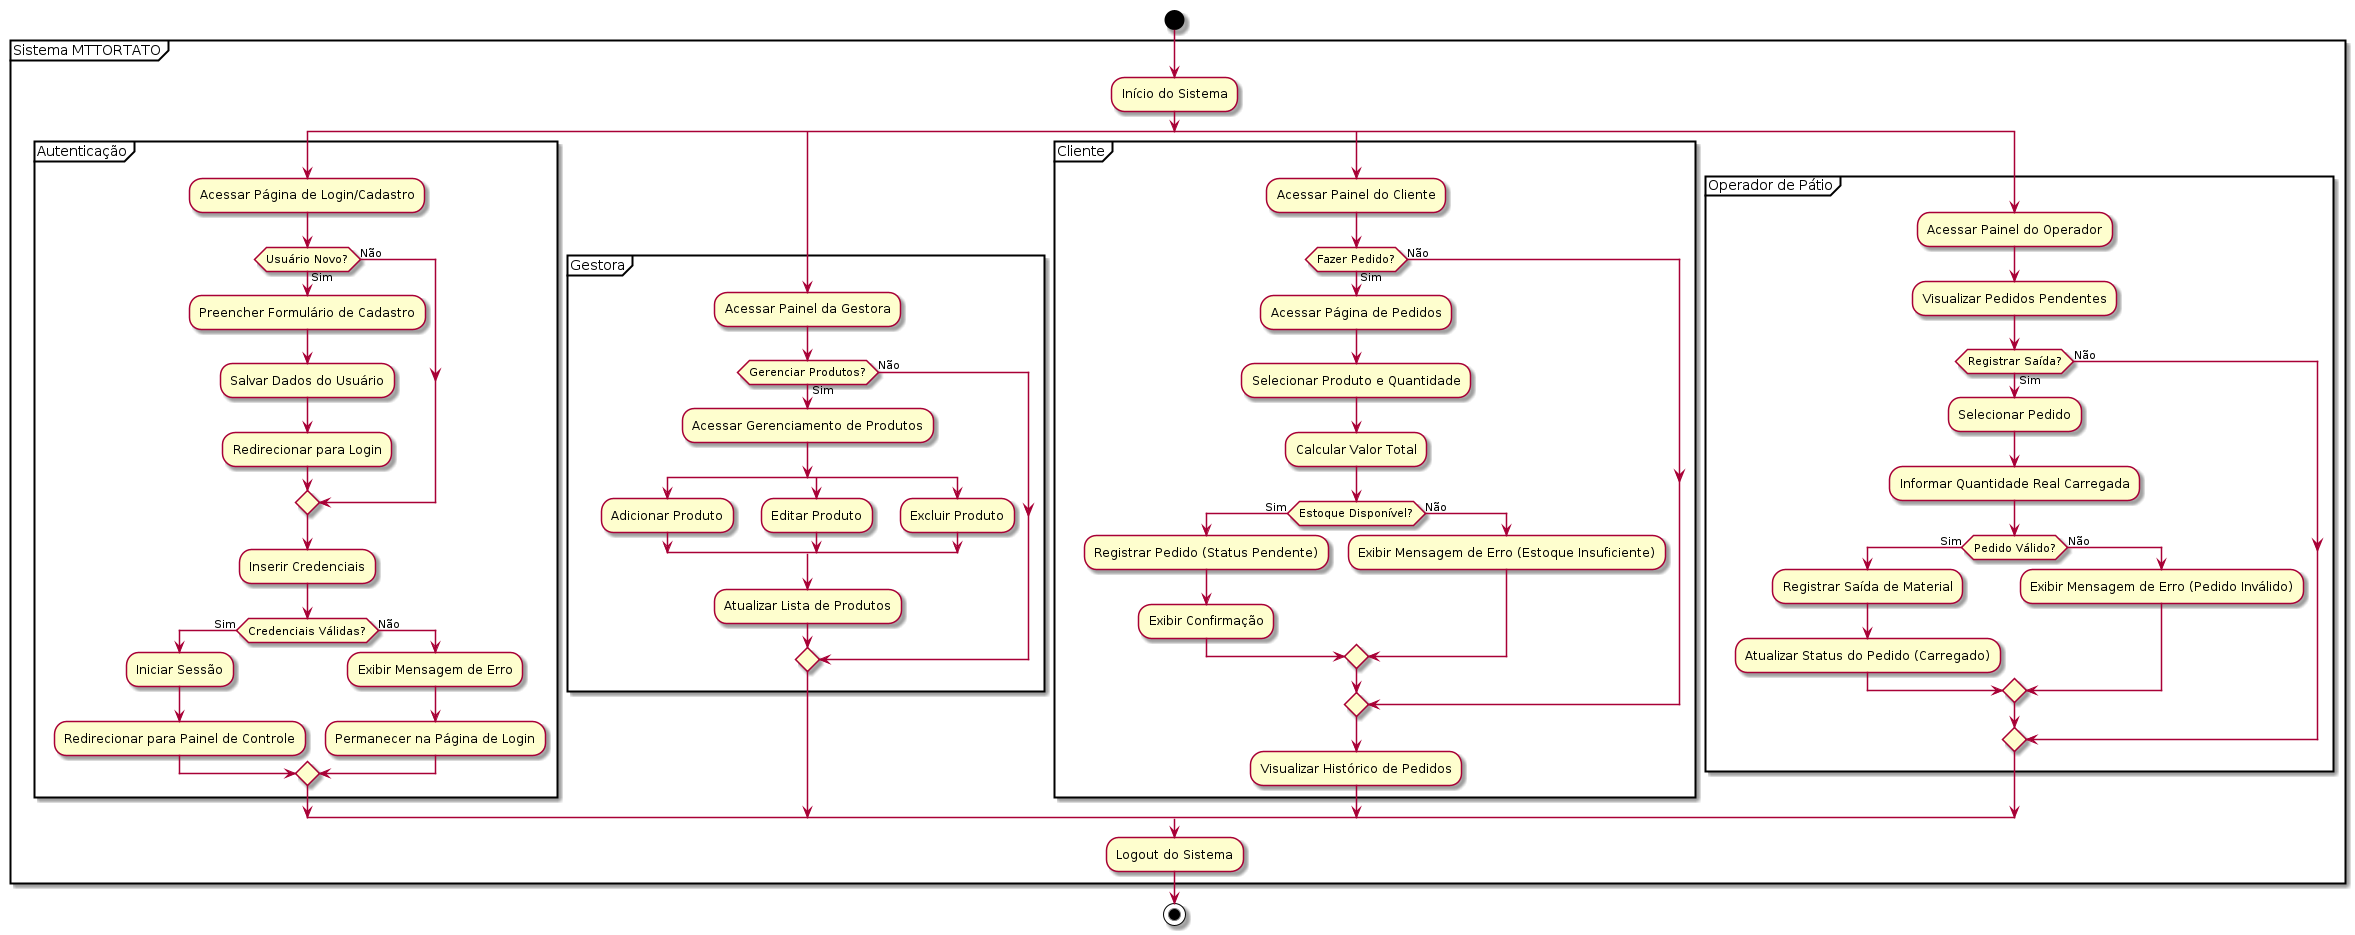 Sistema MTTORTATO
Início do Sistema
Autenticação
Acessar Página de Login/Cadastro
Usuário Novo?
Não
Sim
Preencher Formulário de Cadastro
Salvar Dados do Usuário
Redirecionar para Login
Inserir Credenciais
Sim
Credenciais Válidas?
Não
Iniciar Sessão
Exibir Mensagem de Erro
Redirecionar para Painel de Controle
Permanecer na Página de Login
Gestora
Acessar Painel da Gestora
Gerenciar Produtos?
Não
Sim
Acessar Gerenciamento de Produtos
Adicionar Produto
Editar Produto
Excluir Produto
Atualizar Lista de Produtos
Cliente
Acessar Painel do Cliente
Fazer Pedido?
Não
Sim
Acessar Página de Pedidos
Selecionar Produto e Quantidade
Calcular Valor Total
Sim
Estoque Disponível?
Não
Registrar Pedido (Status Pendente)
Exibir Mensagem de Erro (Estoque Insuficiente)
Exibir Confirmação
Visualizar Histórico de Pedidos
Operador de Pátio
Acessar Painel do Operador
Visualizar Pedidos Pendentes
Registrar Saída?
Não
Sim
Selecionar Pedido
Informar Quantidade Real Carregada
Sim
Pedido Válido?
Não
Registrar Saída de Material
Exibir Mensagem de Erro (Pedido Inválido)
Atualizar Status do Pedido (Carregado)
Logout do Sistema